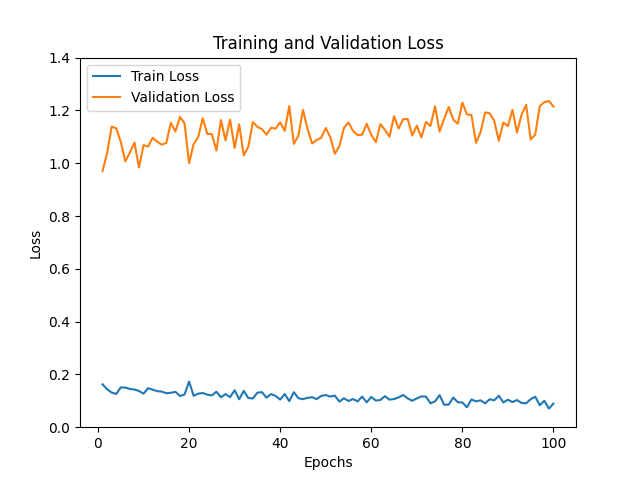 Training and Validation Loss
Train Loss
Validation Loss
1.4
1.2
1.0
0.8
0.6
0.4
0.2
0.0
Loss
0 20 40 60 80 100
Epochs